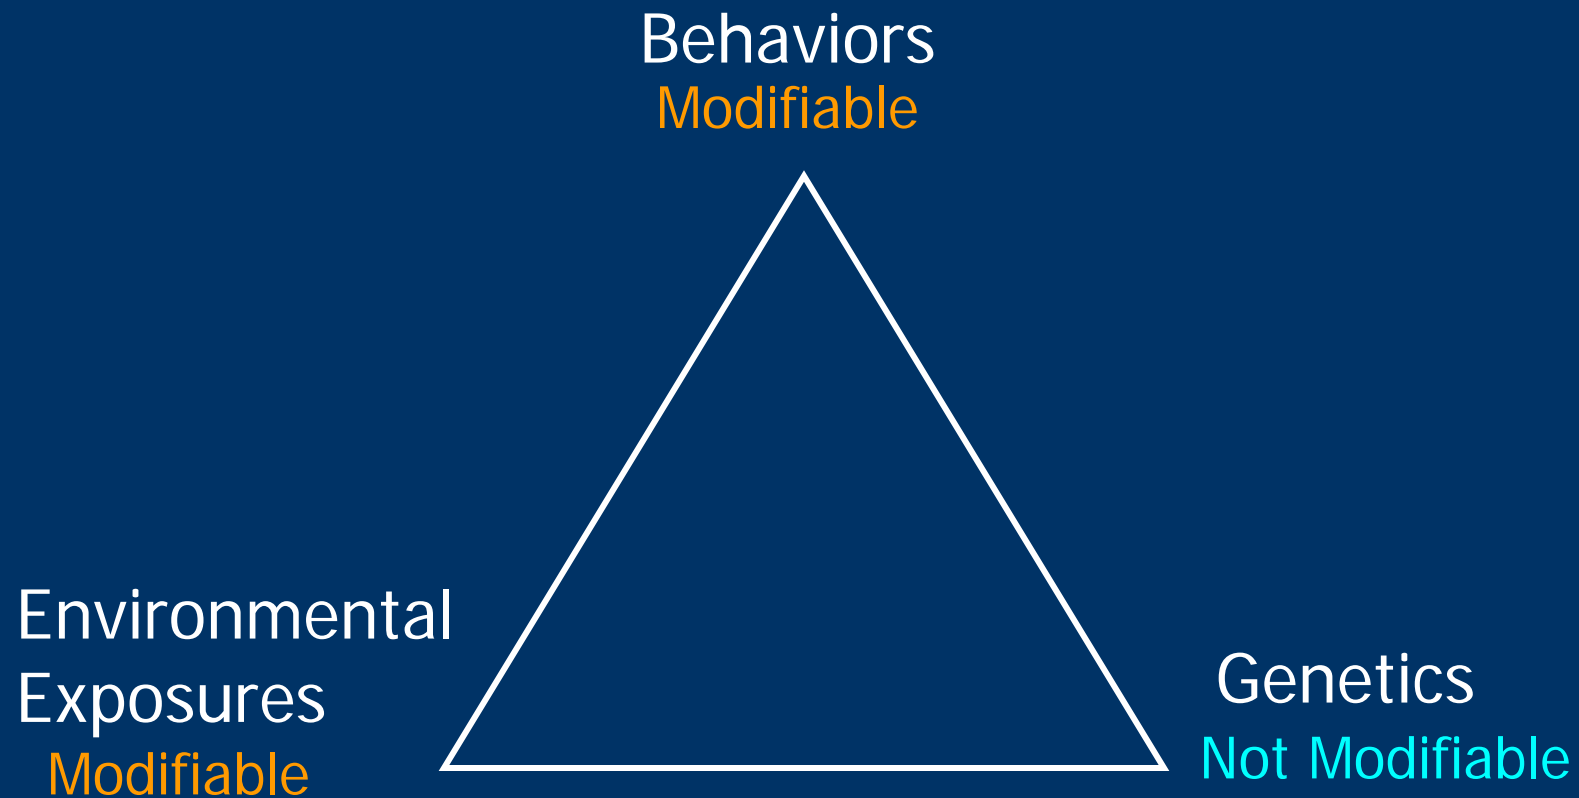 Behaviors
Modifiable
Environmental
Exposures
Modifiable
Genetics
Not Modifiable